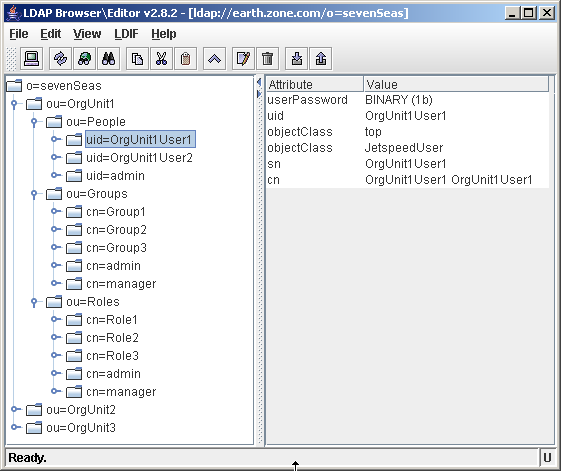 LDAP Browser\Editor v2.8.2 - [ldap://earth.zone.com/o=sevenSeas]
File Edit View LDIF Help
o=sevenSeas
ou=OrgUnit1
ou=People
uid=OrgUnit1User1
uid=OrgUnit1User2
uid=admin
ou=Groups
cn=Group1
cn=Group2
cn=Group3
cn=admin
cn=manager
ou=Roles
cn=Role1
cn=Role2
cn=Role3
cn=admin
cn=manager
ou=OrgUnit2
ou=OrgUnit3
Attribute Value
userPassword BINARY (1b)
uid OrgUnit1User1
objectClass top
objectClass JetspeedUser
sn OrgUnit1User1
cn OrgUnit1User1 OrgUnit1User1
Ready. U